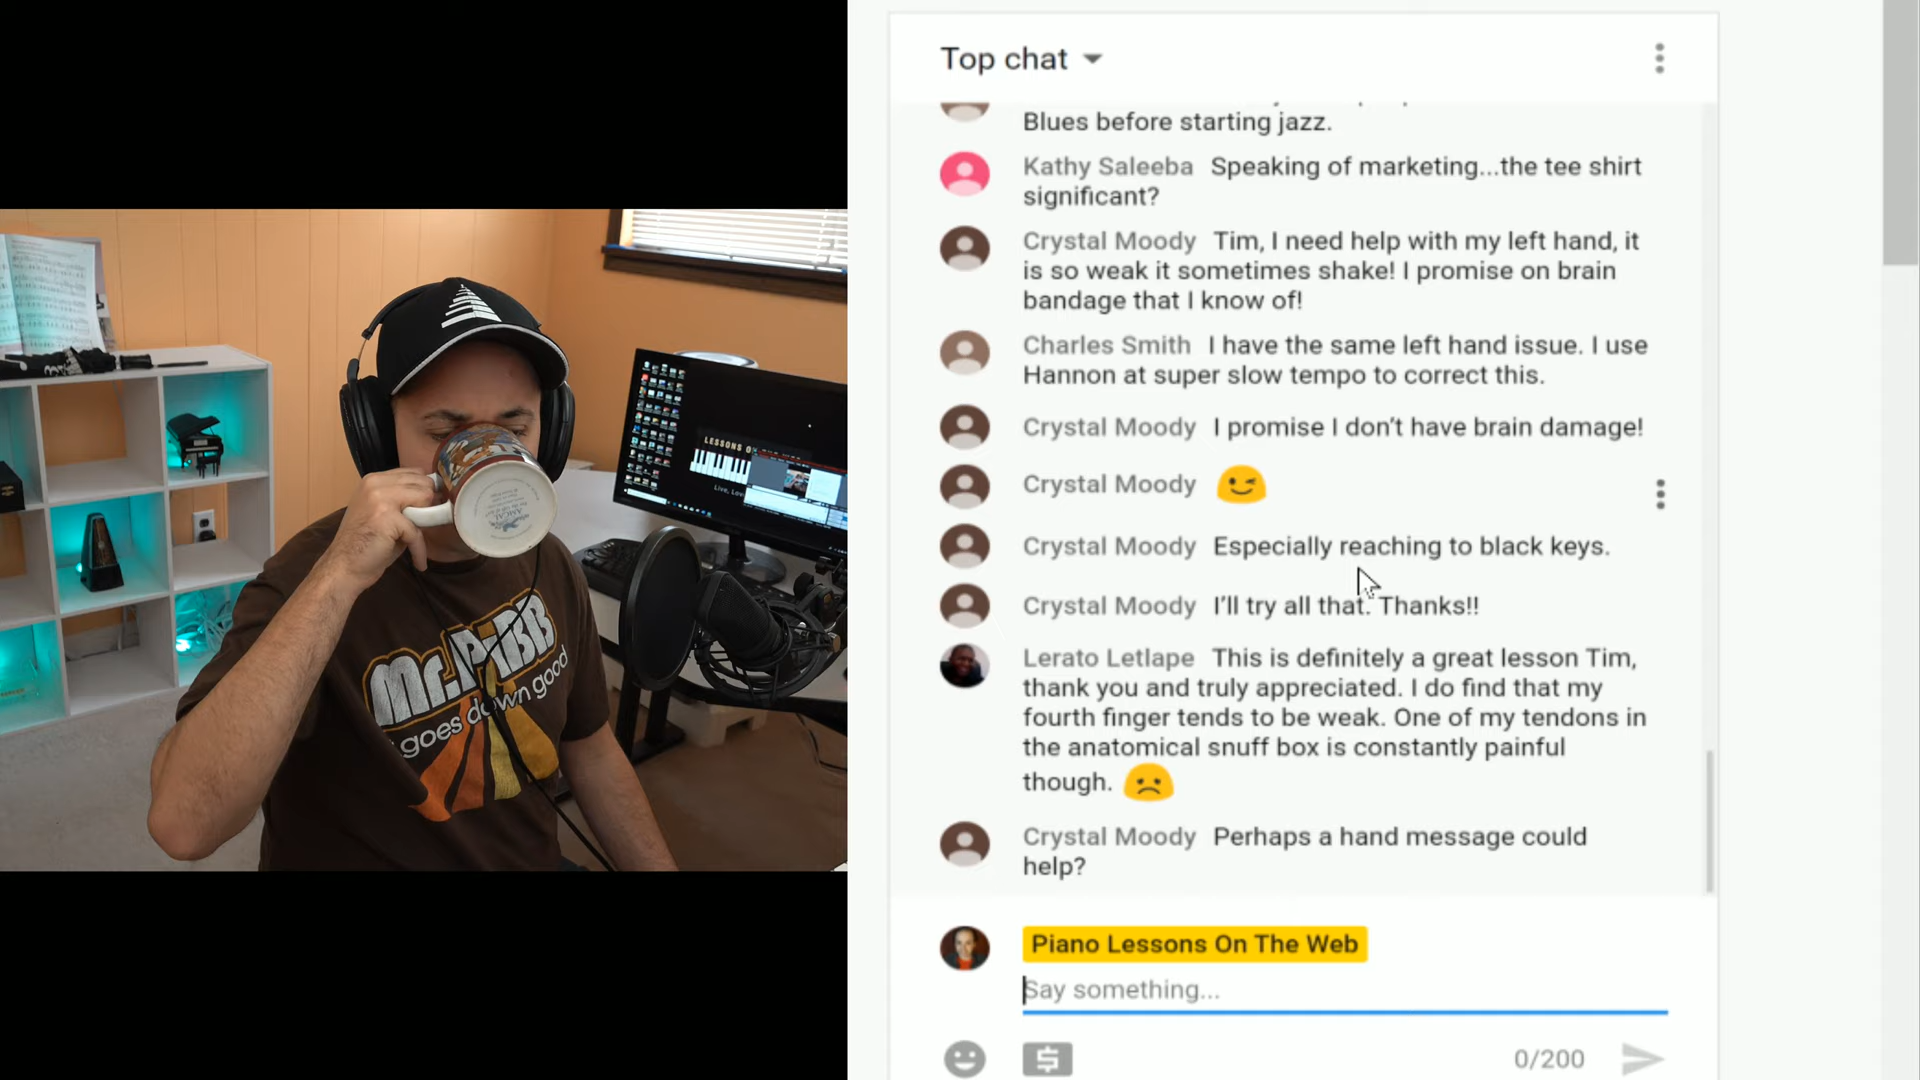 Top chat
Blues before starting jazz.
Kathy Saleeba Speaking of marketing...the tee shirt
significant?
Crystal Moody Tim, I need help with my left hand, it
is so weak it sometimes shake! I promise on brain
bandage that I know of!
Charles Smith I have the same left hand issue. I use
Hannon at super slow tempo to correct this.
Crystal Moody I promise I don't have brain damage!
Crystal Moody 😉
Crystal Moody Especially reaching to black keys.
Crystal Moody I'll try all that. Thanks!!
Lerato Letlape This is definitely a great lesson Tim,
thank you and truly appreciated. I do find that my
fourth finger tends to be weak. One of my tendons in
the anatomical snuff box is constantly painful
though. ☹️
Crystal Moody Perhaps a hand message could
help?
Piano Lessons On The Web
Say something...
0/200
LESSONS
Live,
AMCAL
Mr. PiBB
goes down good